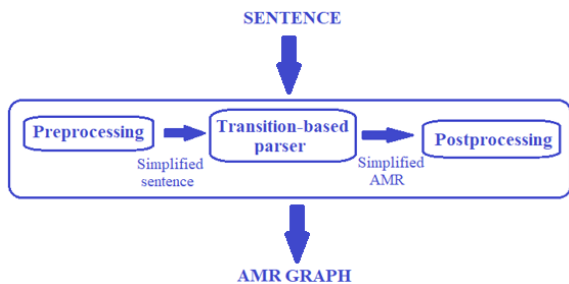 SENTENCE
Preprocessing
Simplified
sentence
Transition-based
parser
Simplified
AMR
Postprocessing
AMR GRAPH